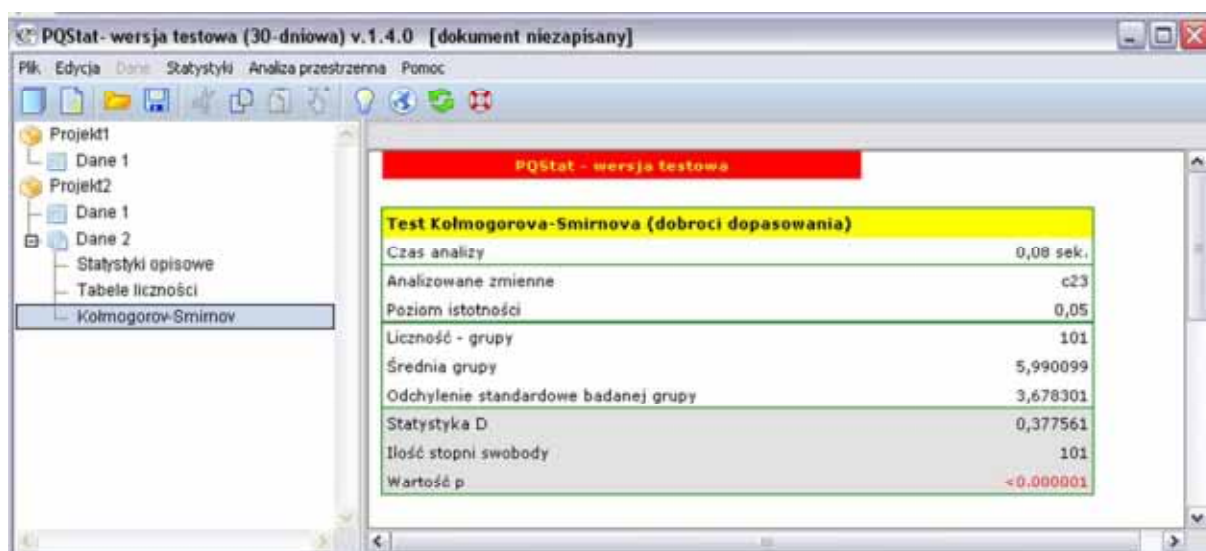 PQStat- wersja testowa (30-dniowa) v.1.4.0 [dokument niezapisany]
Plik Edycja Dane Statystyki Analiza przestrzenna Pomoc
Projekt1
Dane 1
Projekt2
Dane 1
Dane 2
Statystyki opisowe
Tabele liczności
Kołmogorov-Smirnov
PQStat - wersja testowa
Test Kołmogorova-Smirnova (dobroci dopasowania)
Czas analizy 0,08 sek.
Analizowane zmienne c23
Poziom istotności 0,05
Liczność - grupy 101
Średnia grupy 5,990099
Odchylenie standardowe badanej grupy 3,678301
Statystyka D 0,377561
Ilość stopni swobody 101
Wartość p <0.000001